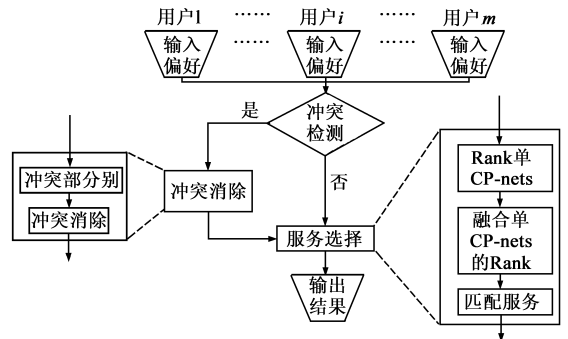 用户1 …… 用户i …… 用户m
输入 …… 输入 …… 输入
偏好 偏好 偏好
是
冲突
检测
否
冲突部分别
冲突消除
冲突消除
服务选择
输出
结果
Rank单
CP-nets
融合单
CP-nets
的Rank
匹配服务